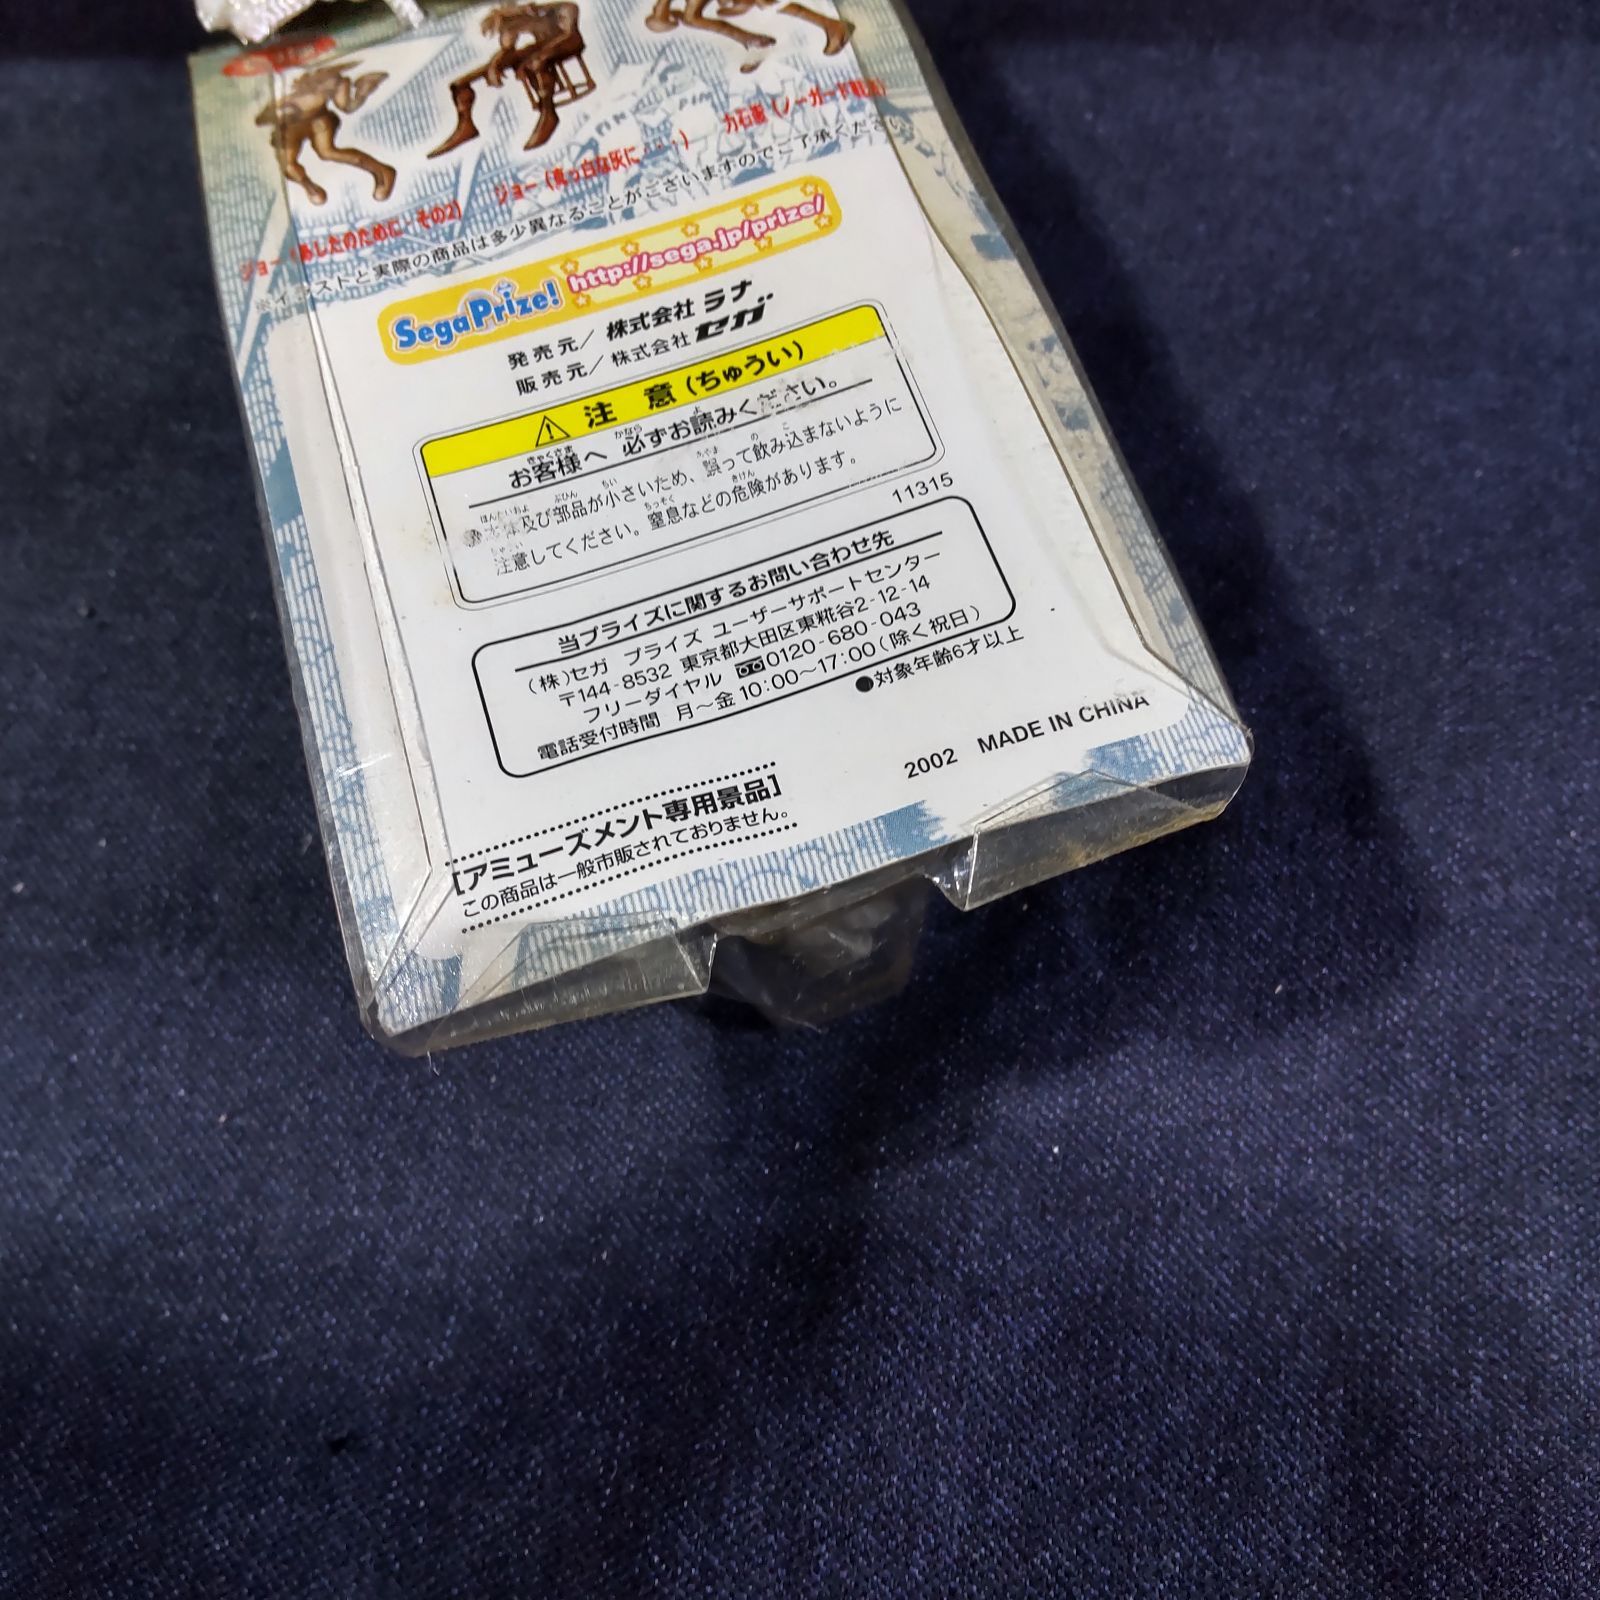 ジョー(あしたのために・その2)
ジョー(真っ白な灰に・・・)
力石徹(ノーガード戦法)
※イラストと実際の商品は多少異なることがございますのでご了承ください
SegaPrize! http://sega.jp/prize/
発売元/株式会社 ラナ
販売元/株式会社 セガ
⚠ 注 意 (ちゅうい)
お客様へ 必ずお読みください。
本体及び部品が小さいため、誤って飲み込まないように
注意してください。窒息などの危険があります。
11315
当プライズに関するお問い合わせ先
(株)セガ プライズ ユーザーサポートセンター
〒144-8532 東京都大田区東糀谷2-12-14
フリーダイヤル 0120-680-043
電話受付時間 月～金 10:00～17:00(除く祝日)
●対象年齢6才以上
2002 MADE IN CHINA
[アミューズメント専用景品]
この商品は一般市販されておりません。